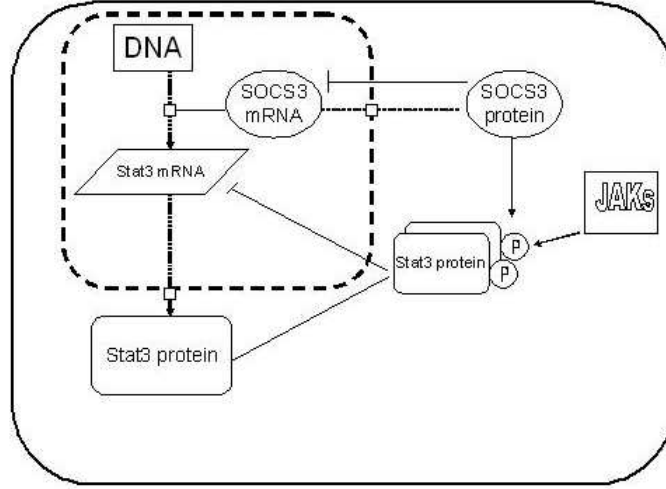 DNA
SOCS3
mRNA
SOCS3
protein
Stat3 mRNA
JAKs
P
Stat3 protein
P
Stat3 protein